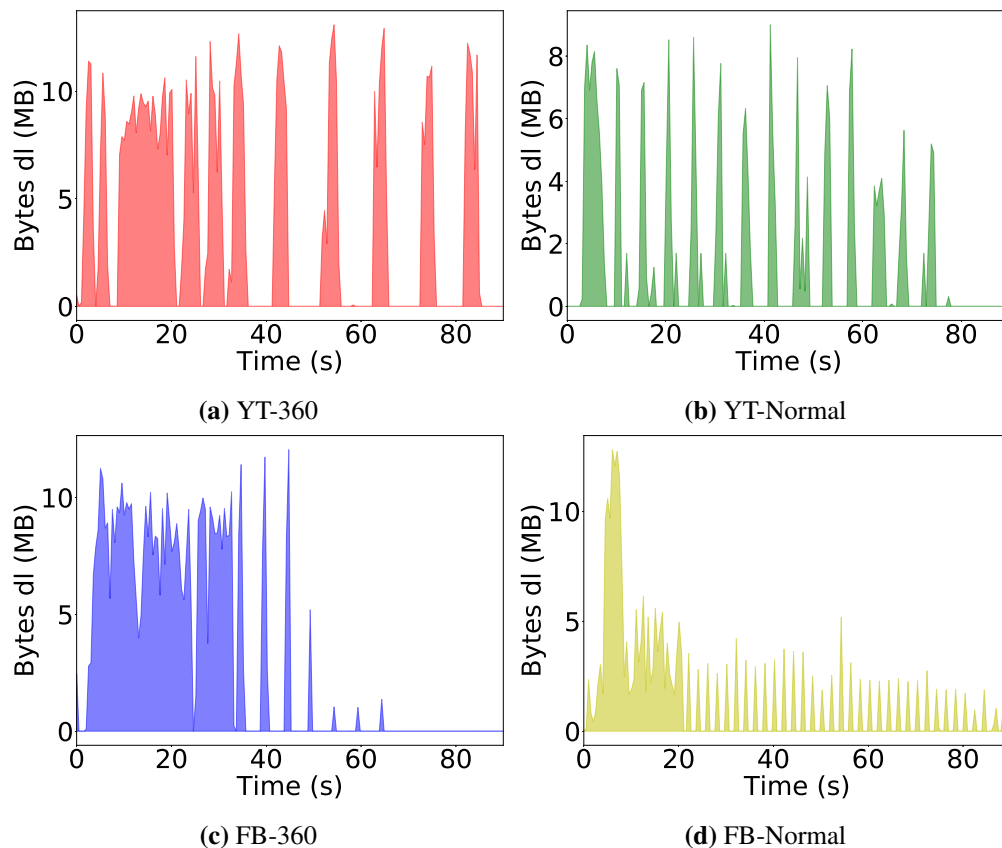 Bytes dl (MB)
10
5
0
0 20 40 60 80
Time (s)
(a) YT-360
Bytes dl (MB)
8
6
4
2
0
0 20 40 60 80
Time (s)
(b) YT-Normal
Bytes dl (MB)
10
5
0
0 20 40 60 80
Time (s)
(c) FB-360
Bytes dl (MB)
10
5
0
0 20 40 60 80
Time (s)
(d) FB-Normal